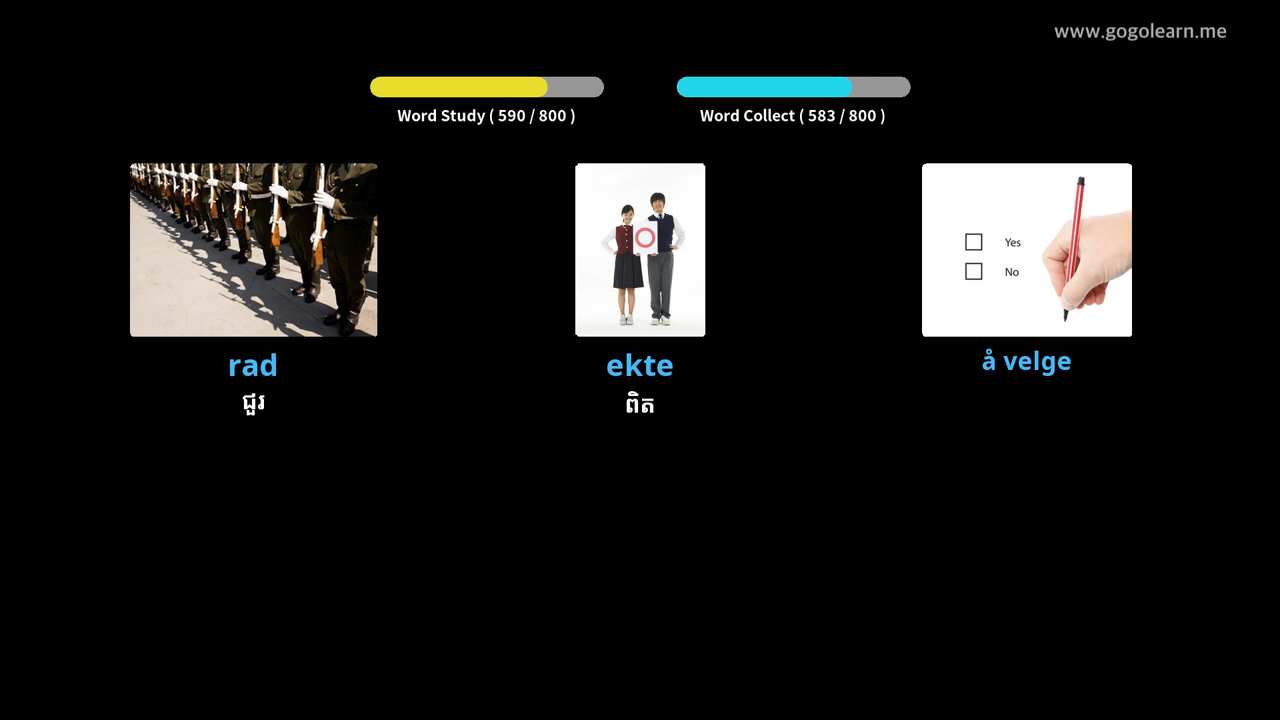 www.gogolearn.me
Word Study ( 590 / 800 )
Word Collect ( 583 / 800 )
Yes
No
rad
ekte
å velge
ជួរ
ពិត